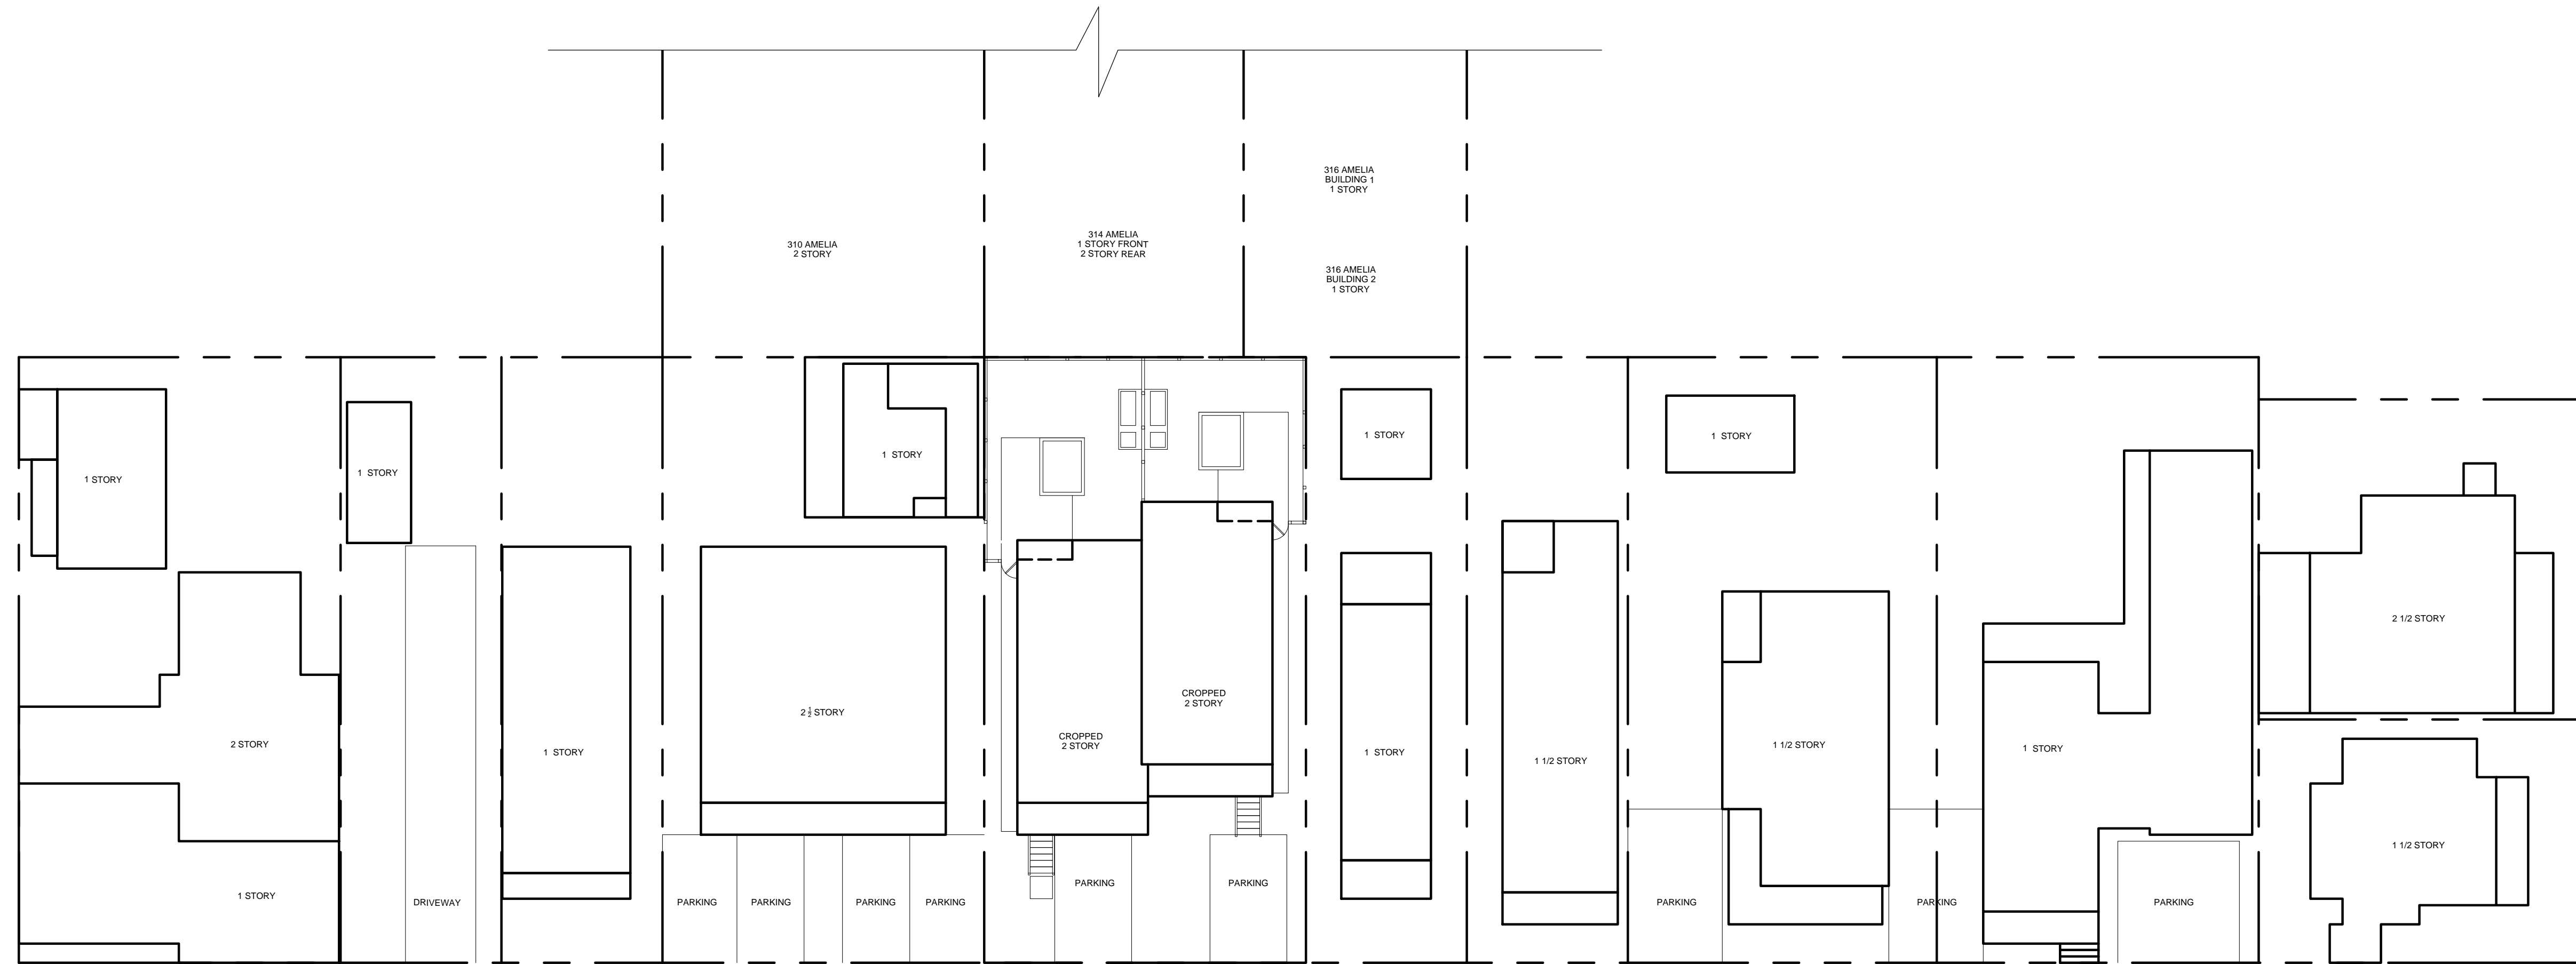 316 AMELIA
BUILDING 1
1 STORY
310 AMELIA
2 STORY
314 AMELIA
1 STORY FRONT
2 STORY REAR
316 AMELIA
BUILDING 2
1 STORY
1 STORY
1 STORY
1 STORY
1 STORY
1 STORY
2 1/2 STORY
2 STORY
1 STORY
2 ½ STORY
CROPPED
2 STORY
CROPPED
2 STORY
1 STORY
1 1/2 STORY
1 1/2 STORY
1 STORY
1 1/2 STORY
1 STORY
DRIVEWAY
PARKING
PARKING
PARKING
PARKING
PARKING
PARKING
PARKING
PARKING
PARKING